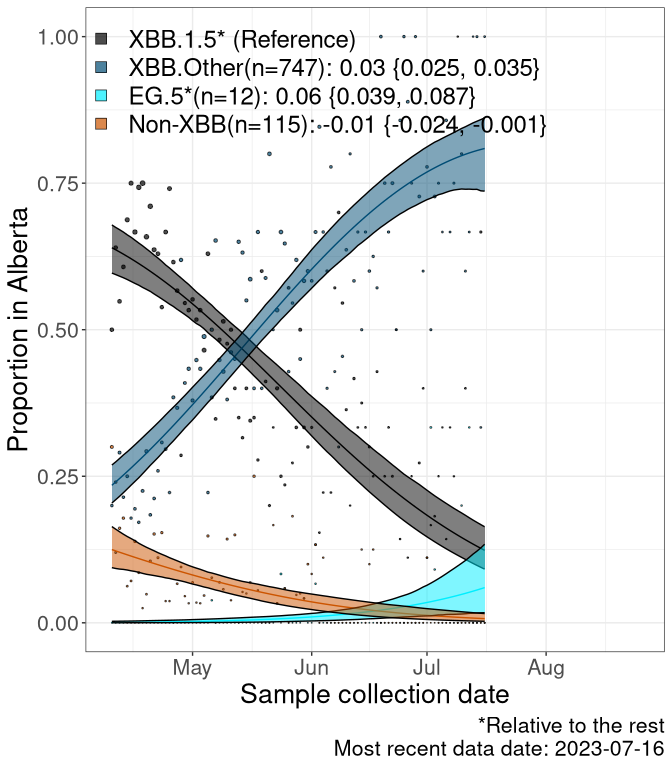 1.00
XBB.1.5* (Reference)
XBB.Other(n=747): 0.03 {0.025, 0.035}
EG.5*(n=12): 0.06 {0.039, 0.087}
Non-XBB(n=115): -0.01 {-0.024, -0.001}
0.75
0.50
0.25
0.00
Proportion in Alberta
May Jun Jul Aug
Sample collection date
*Relative to the rest
Most recent data date: 2023-07-16